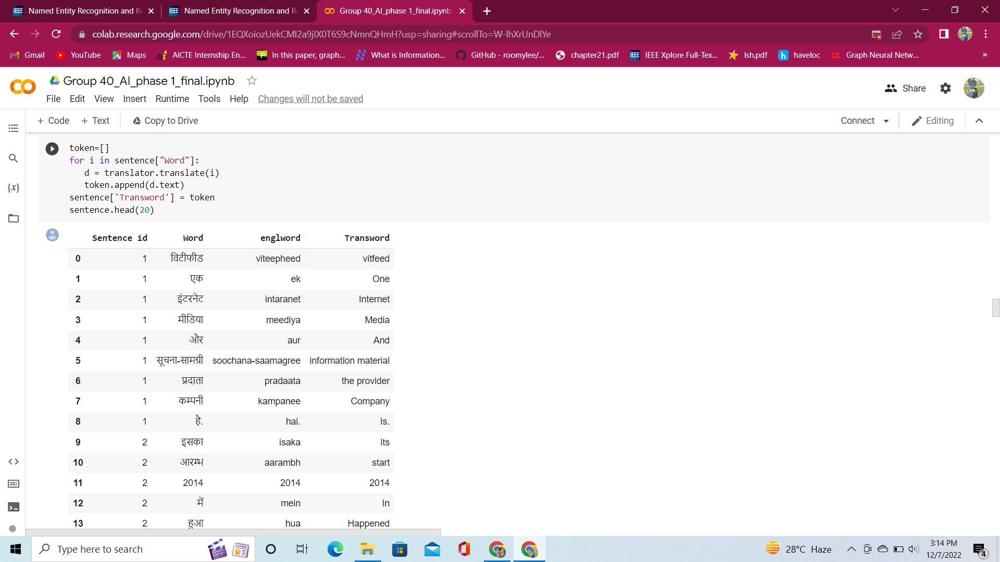 Named Entity Recognition and Re
Named Entity Recognition and Re
Group 40_AI_phase 1_final.ipynb
colab.research.google.com/drive/1EQXoiozUekCMI2a9jIX0T6S9cNmnQHmH?usp=sharing#scrollTo=W-lhXrUnDlYe
Gmail YouTube Maps AICTE Internship En... In this paper, graph... What is Information... GitHub - roomylee/... chapter21.pdf IEEE Xplore Full-Tex... lsh.pdf haveloc Graph Neural Netw... »
Group 40_AI_phase 1_final.ipynb
Share
File Edit View Insert Runtime Tools Help Changes will not be saved
+ Code + Text Copy to Drive Connect Editing
token=[]
for i in sentence["Word"]:
d = translator.translate(i)
token.append(d.text)
sentence['Transword'] = token
sentence.head(20)
Sentence id Word englword Transword
0 1 विटीफीड viteepheed vitfeed
1 1 एक ek One
2 1 इंटरनेट intaranet Internet
3 1 मीडिया meediya Media
4 1 और aur And
5 1 सूचना-सामग्री soochana-saamagree information material
6 1 प्रदाता pradaata the provider
7 1 कम्पनी kampanee Company
8 1 है. hai. Is.
9 2 इसका isaka its
10 2 आरम्भ aarambh start
11 2 2014 2014 2014
12 2 में mein In
13 2 हुआ hua Happened
Type here to search
28°C Haze
3:14 PM
12/7/2022
4